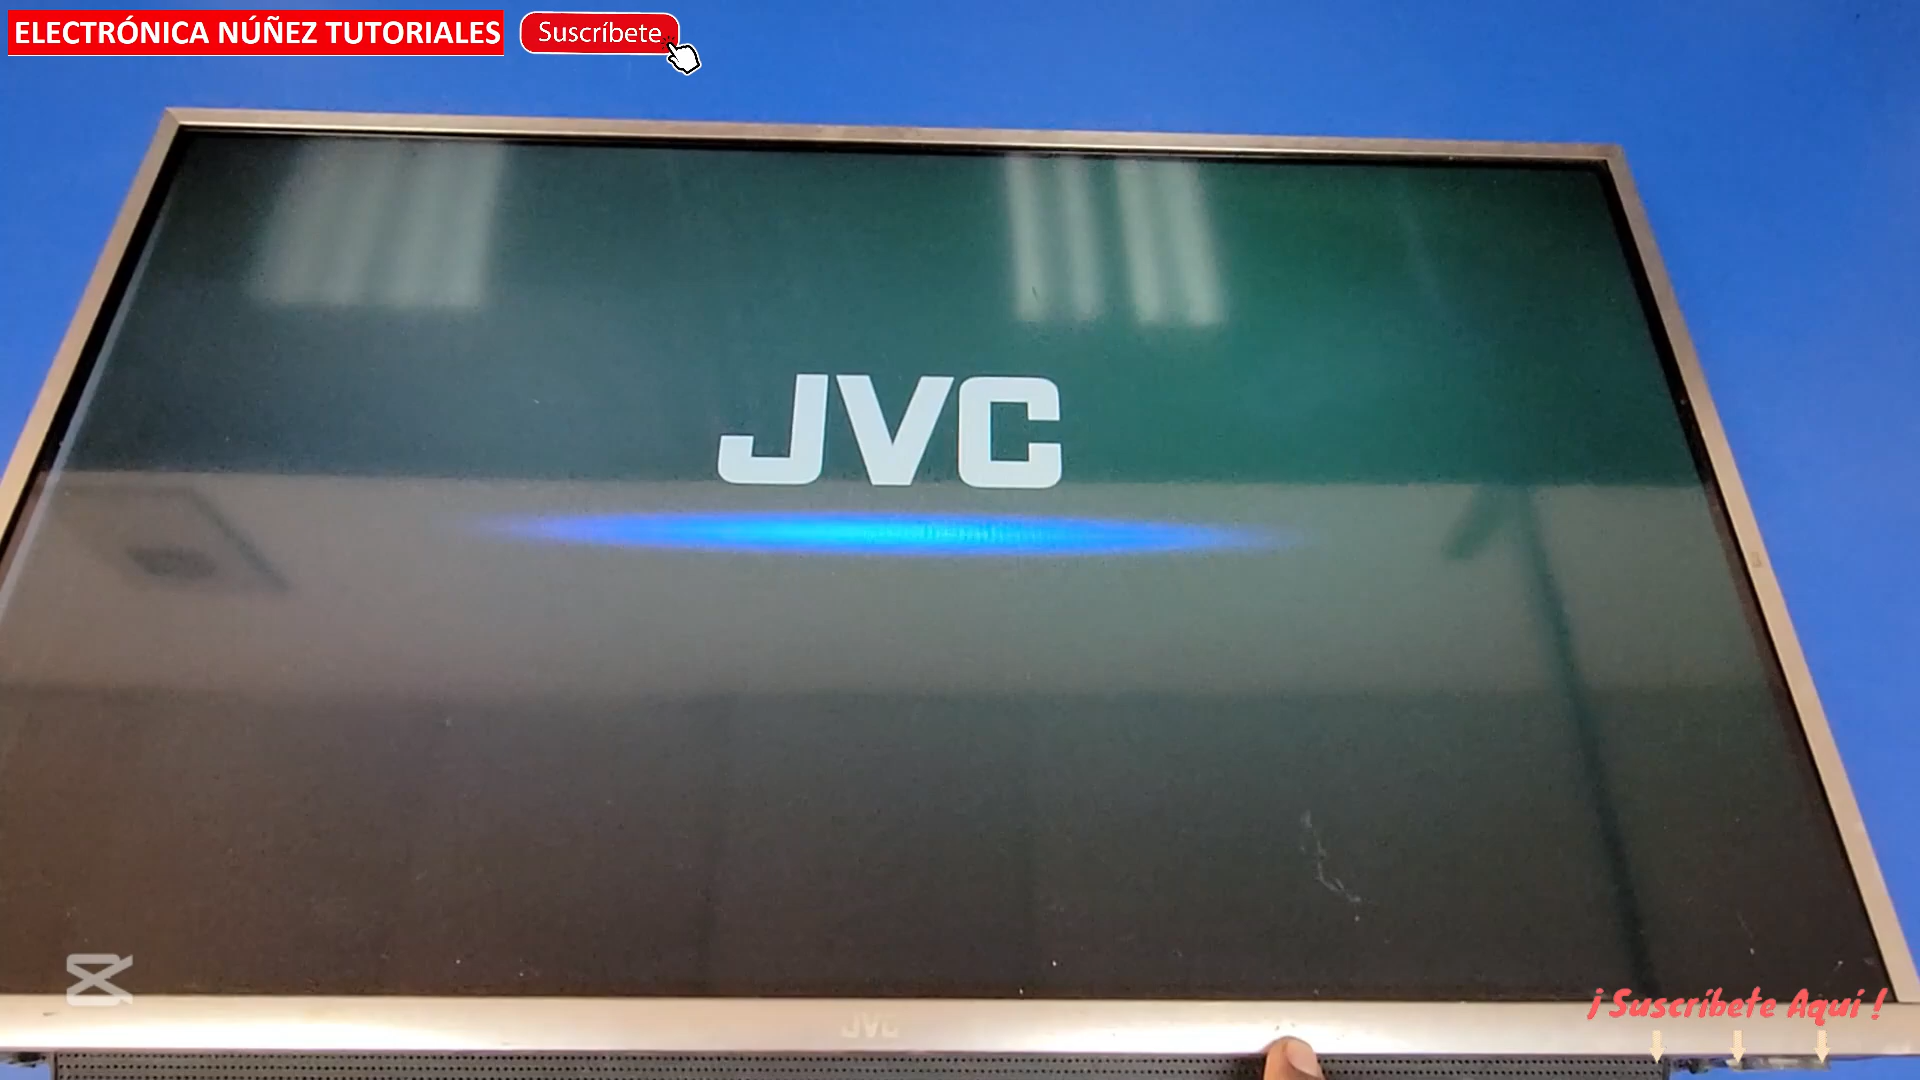 ELECTRÓNICA NÚÑEZ TUTORIALES
Suscríbete
JVC
JVC
¡ Suscríbete Aquí !